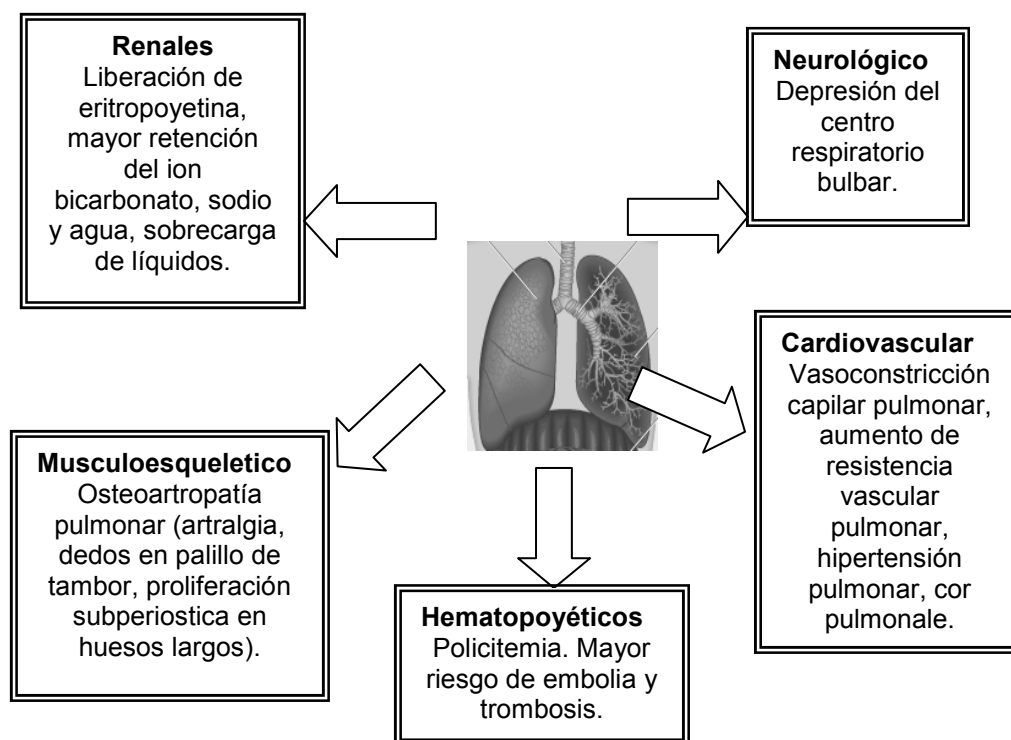 Renales
Liberación de
eritropoyetina,
mayor retención
del ion
bicarbonato, sodio
y agua, sobrecarga
de líquidos.
Neurológico
Depresión del
centro
respiratorio
bulbar.
Cardiovascular
Vasoconstricción
capilar pulmonar,
aumento de
resistencia
vascular
pulmonar,
hipertensión
pulmonar, cor
pulmonale.
Musculoesqueletico
Osteoartropatía
pulmonar (artralgia,
dedos en palillo de
tambor, proliferación
subperiostica en
huesos largos).
Hematopoyéticos
Policitemia. Mayor
riesgo de embolia y
trombosis.